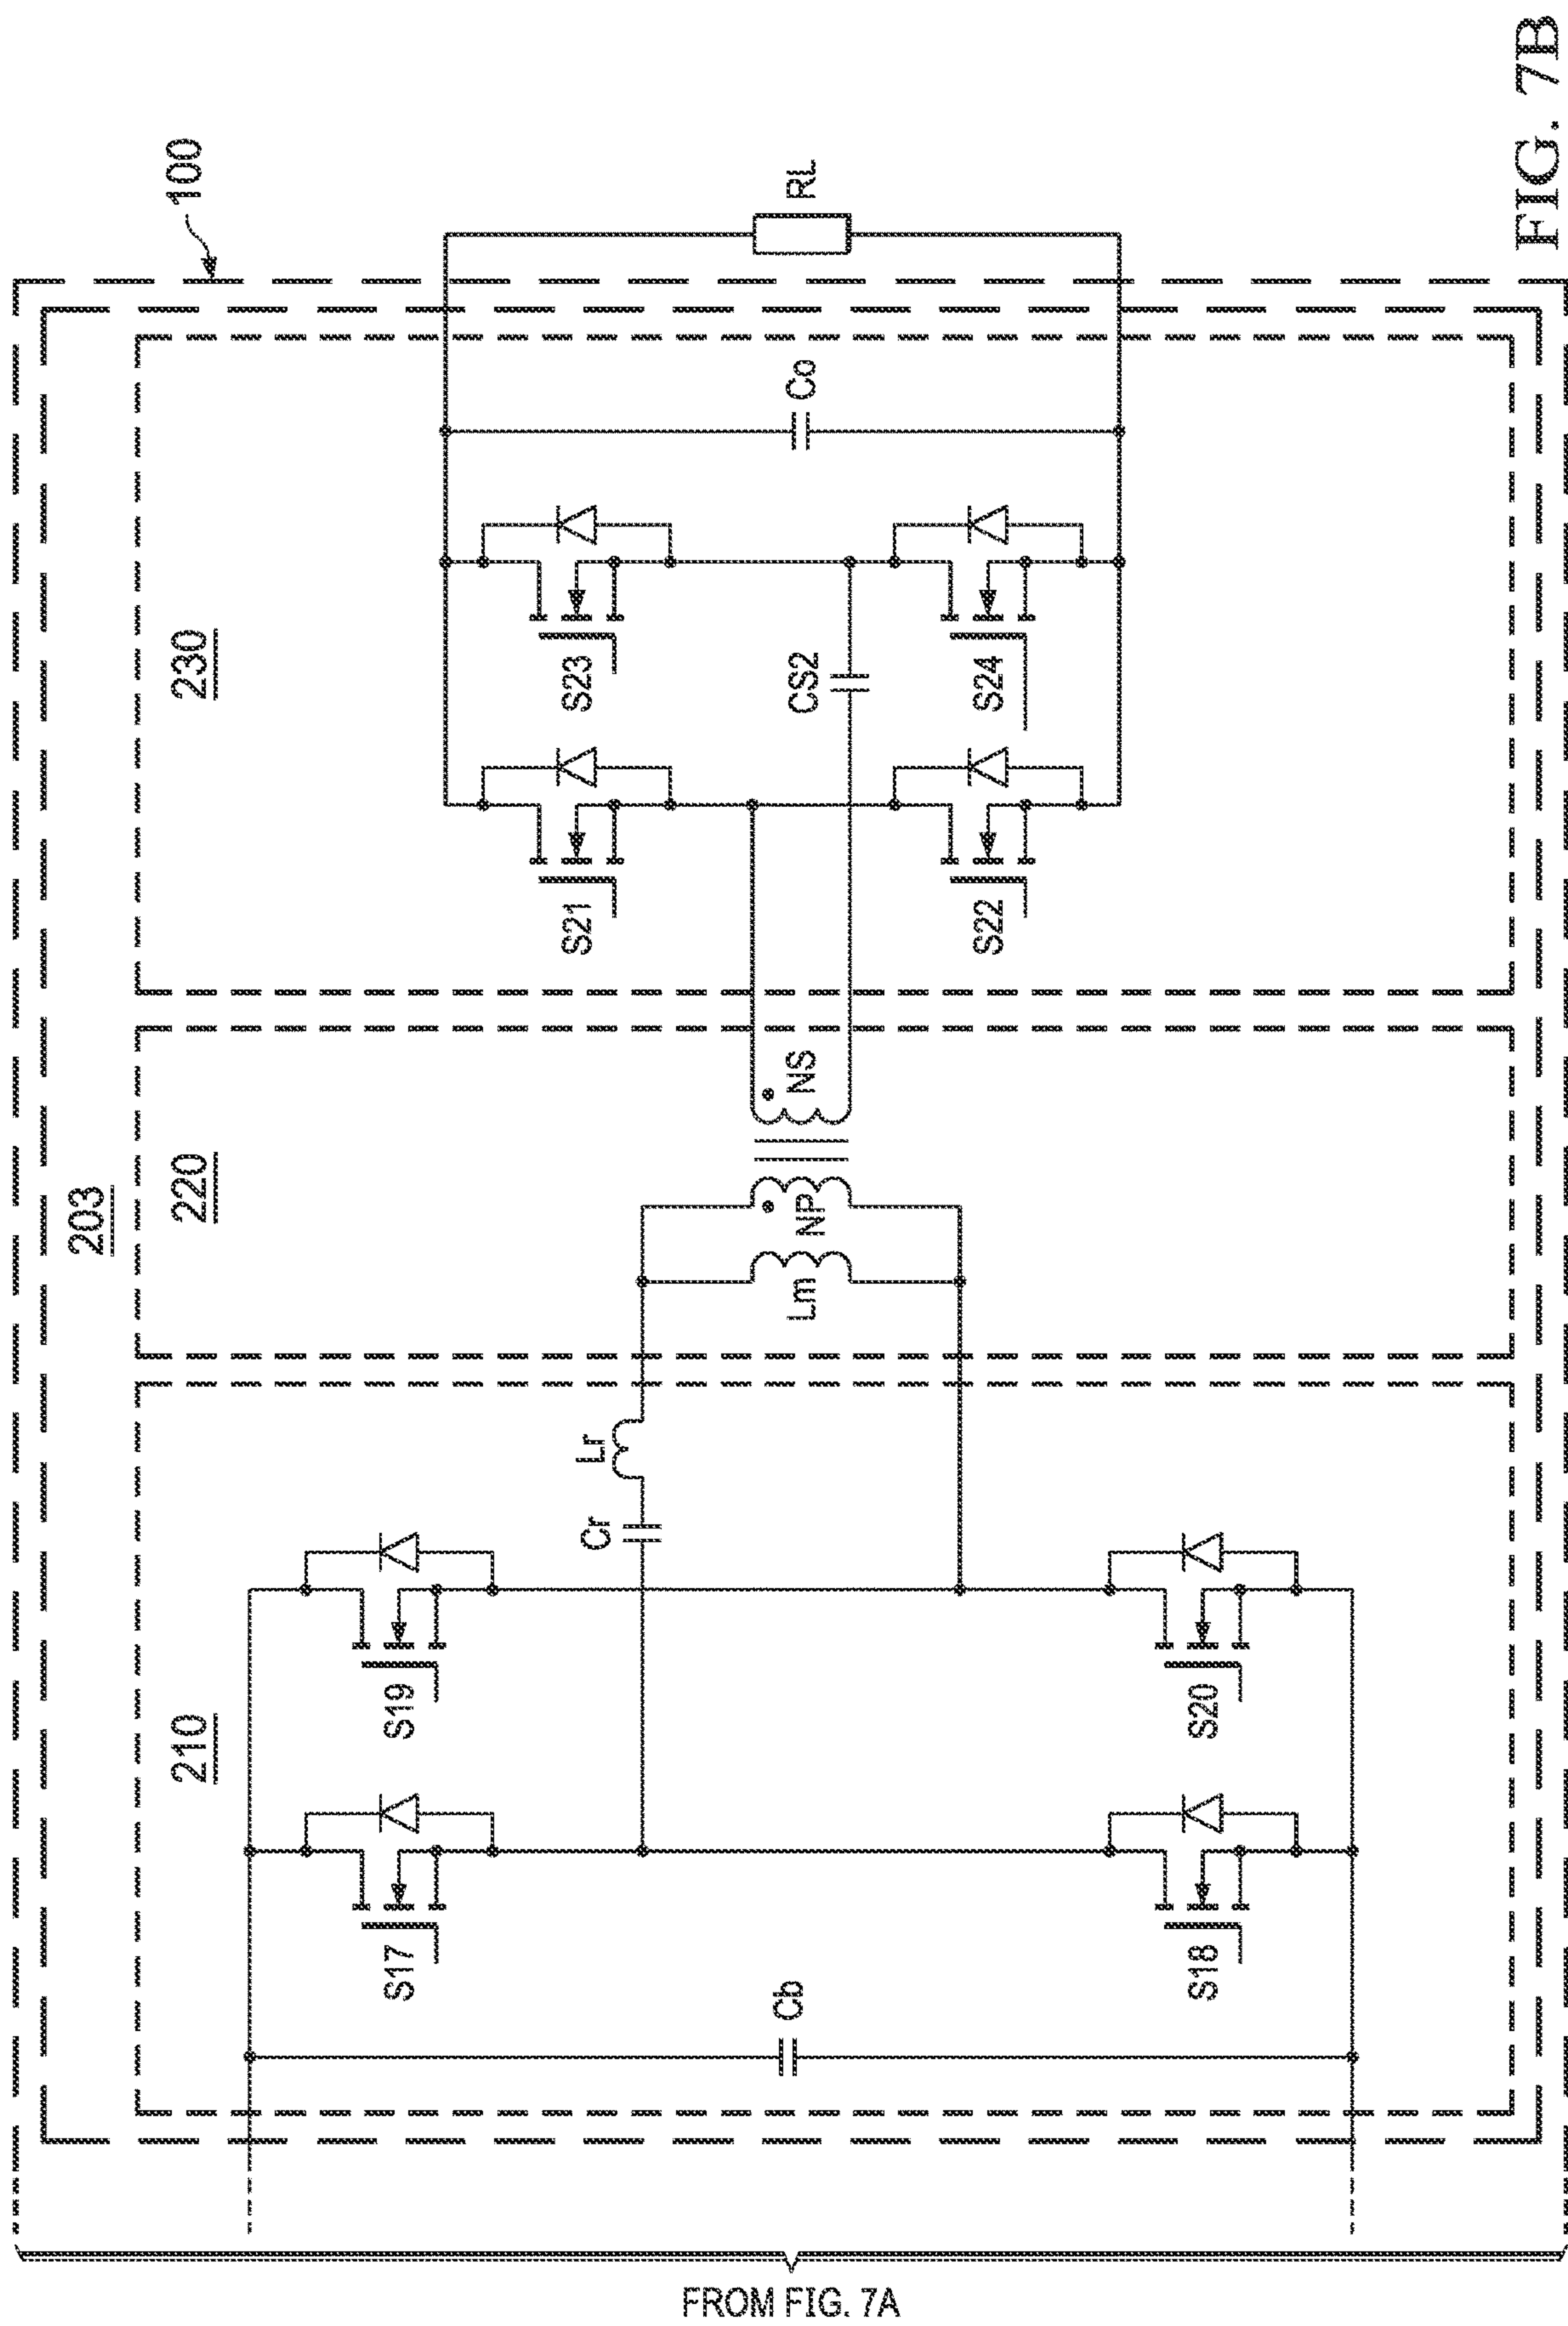 100
203
210
220
230
S17
S19
Cr
Lr
S21
S23
Cb
Lm
NP
NS
CS2
Co
RL
S18
S20
S22
S24
FROM FIG. 7A
FIG. 7B